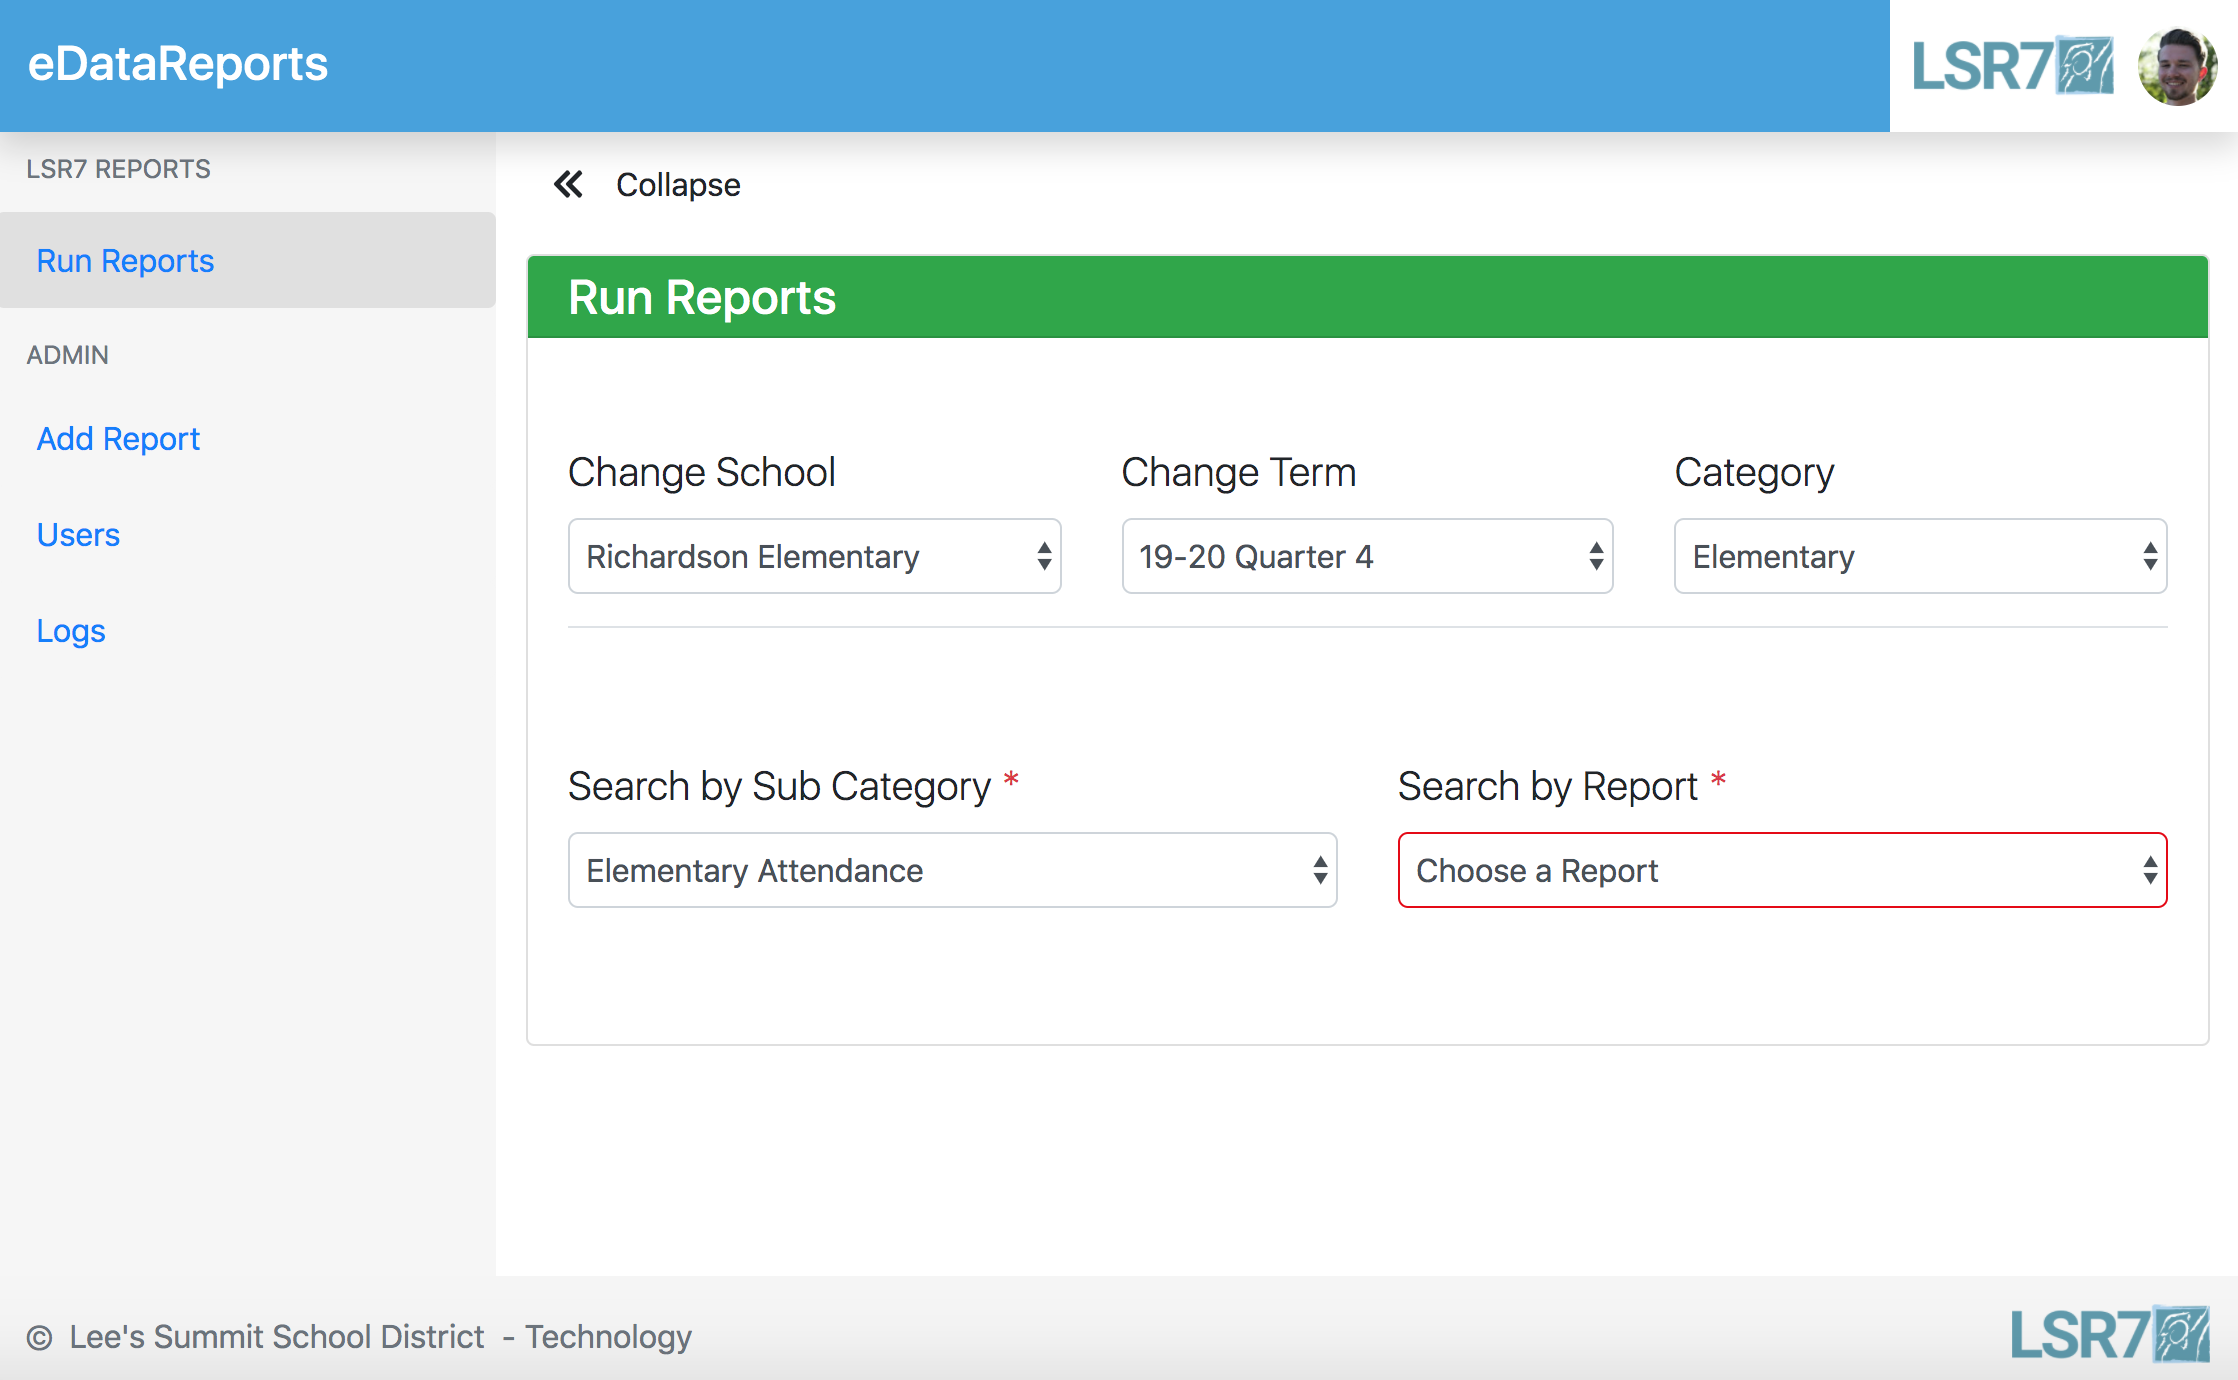 eDataReports
LSR7
LSR7 REPORTS
Run Reports
ADMIN
Add Report
Users
Logs
Collapse
Run Reports
Change School
Change Term
Category
Richardson Elementary
19-20 Quarter 4
Elementary
Search by Sub Category *
Search by Report *
Elementary Attendance
Choose a Report
© Lee's Summit School District - Technology
LSR7